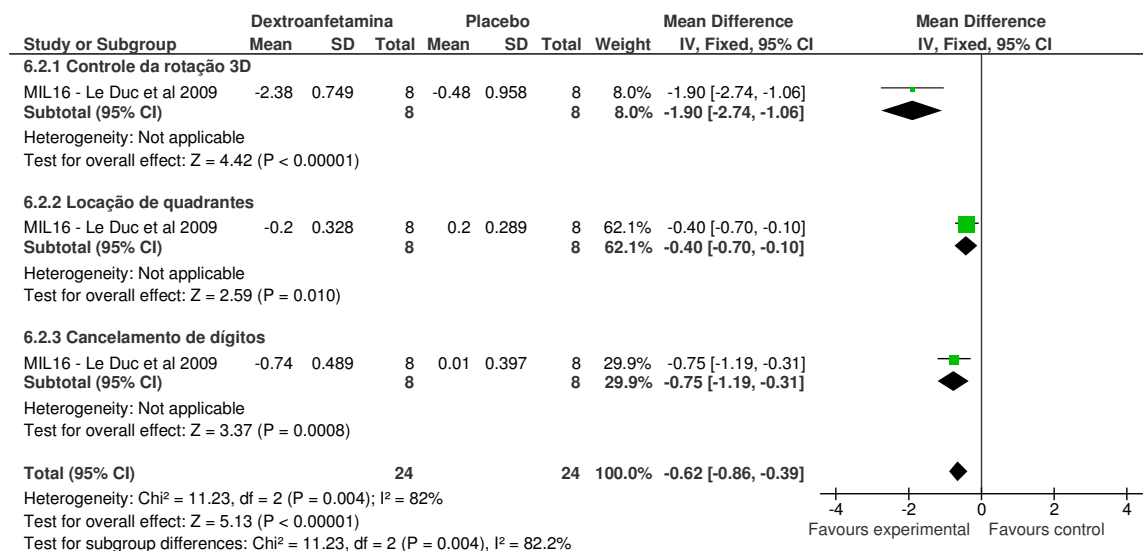 Dextroanfetamina Placebo Mean Difference Mean Difference
Study or Subgroup Mean SD Total Mean SD Total Weight IV, Fixed, 95% CI IV, Fixed, 95% CI
6.2.1 Controle da rotação 3D
MIL16 - Le Duc et al 2009 -2.38 0.749 8 -0.48 0.958 8 8.0% -1.90 [-2.74, -1.06]
Subtotal (95% CI) 8 8 8.0% -1.90 [-2.74, -1.06]
Heterogeneity: Not applicable
Test for overall effect: Z = 4.42 (P < 0.00001)
6.2.2 Locação de quadrantes
MIL16 - Le Duc et al 2009 -0.2 0.328 8 0.2 0.289 8 62.1% -0.40 [-0.70, -0.10]
Subtotal (95% CI) 8 8 62.1% -0.40 [-0.70, -0.10]
Heterogeneity: Not applicable
Test for overall effect: Z = 2.59 (P = 0.010)
6.2.3 Cancelamento de dígitos
MIL16 - Le Duc et al 2009 -0.74 0.489 8 0.01 0.397 8 29.9% -0.75 [-1.19, -0.31]
Subtotal (95% CI) 8 8 29.9% -0.75 [-1.19, -0.31]
Heterogeneity: Not applicable
Test for overall effect: Z = 3.37 (P = 0.0008)
Total (95% CI) 24 24 100.0% -0.62 [-0.86, -0.39]
Heterogeneity: Chi² = 11.23, df = 2 (P = 0.004); I² = 82%
Test for overall effect: Z = 5.13 (P < 0.00001)
Test for subgroup differences: Chi² = 11.23, df = 2 (P = 0.004), I² = 82.2%
-4 -2 0 2 4
Favours experimental Favours control